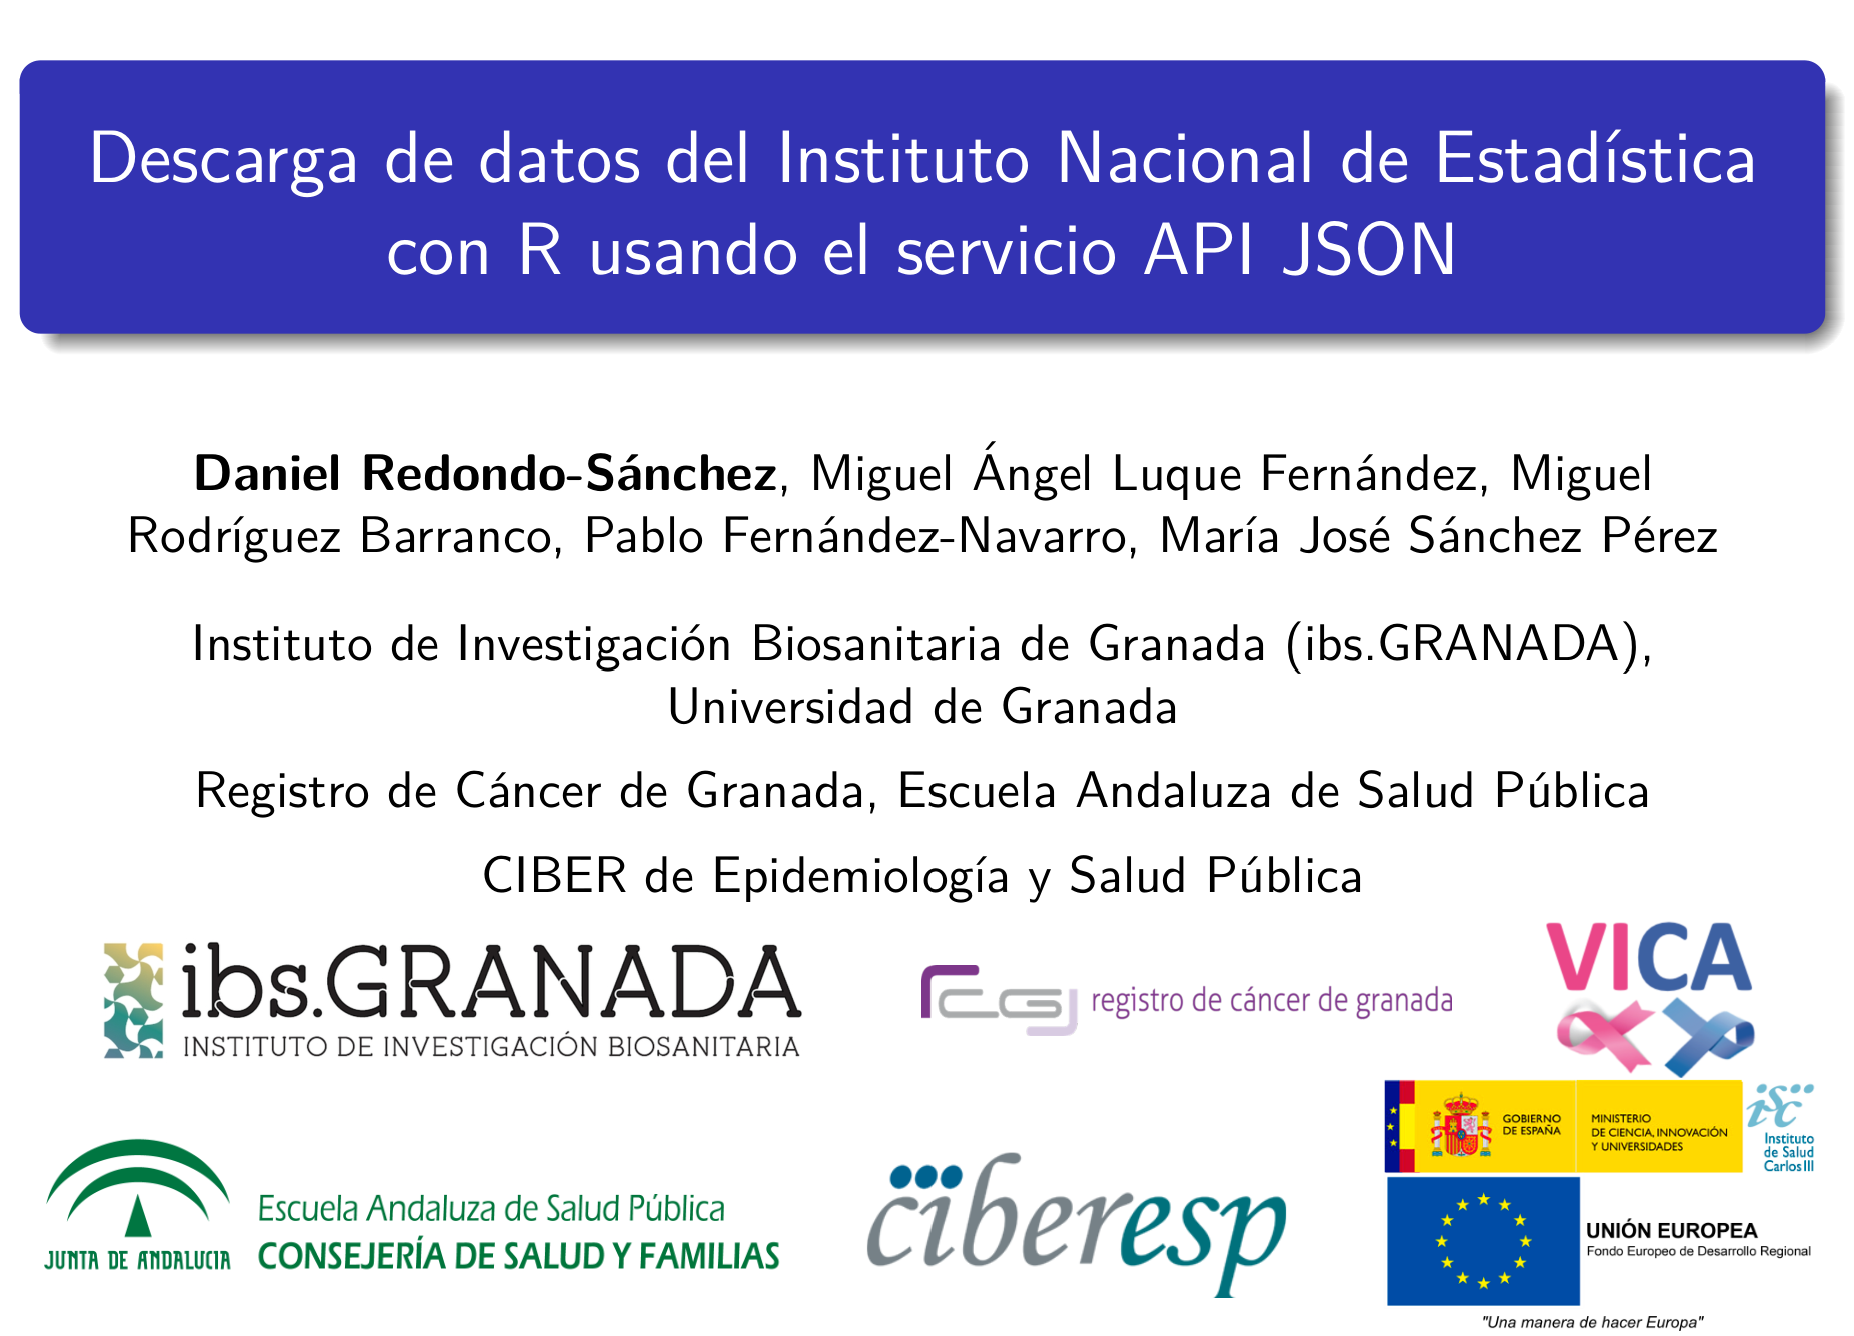 Descarga de datos del Instituto Nacional de Estadística
con R usando el servicio API JSON
Daniel Redondo-Sánchez, Miguel Ángel Luque Fernández, Miguel
Rodríguez Barranco, Pablo Fernández-Navarro, María José Sánchez Pérez
Instituto de Investigación Biosanitaria de Granada (ibs.GRANADA),
Universidad de Granada
Registro de Cáncer de Granada, Escuela Andaluza de Salud Pública
CIBER de Epidemiología y Salud Pública
ibs.GRANADA
INSTITUTO DE INVESTIGACIÓN BIOSANITARIA
rcg registro de cáncer de granada
VICA
GOBIERNO
DE ESPAÑA
MINISTERIO
DE CIENCIA, INNOVACIÓN
Y UNIVERSIDADES
isc
Instituto
de Salud
Carlos III
JUNTA DE ANDALUCIA
Escuela Andaluza de Salud Pública
CONSEJERÍA DE SALUD Y FAMILIAS
ciberesp
UNIÓN EUROPEA
Fondo Europeo de Desarrollo Regional
"Una manera de hacer Europa"